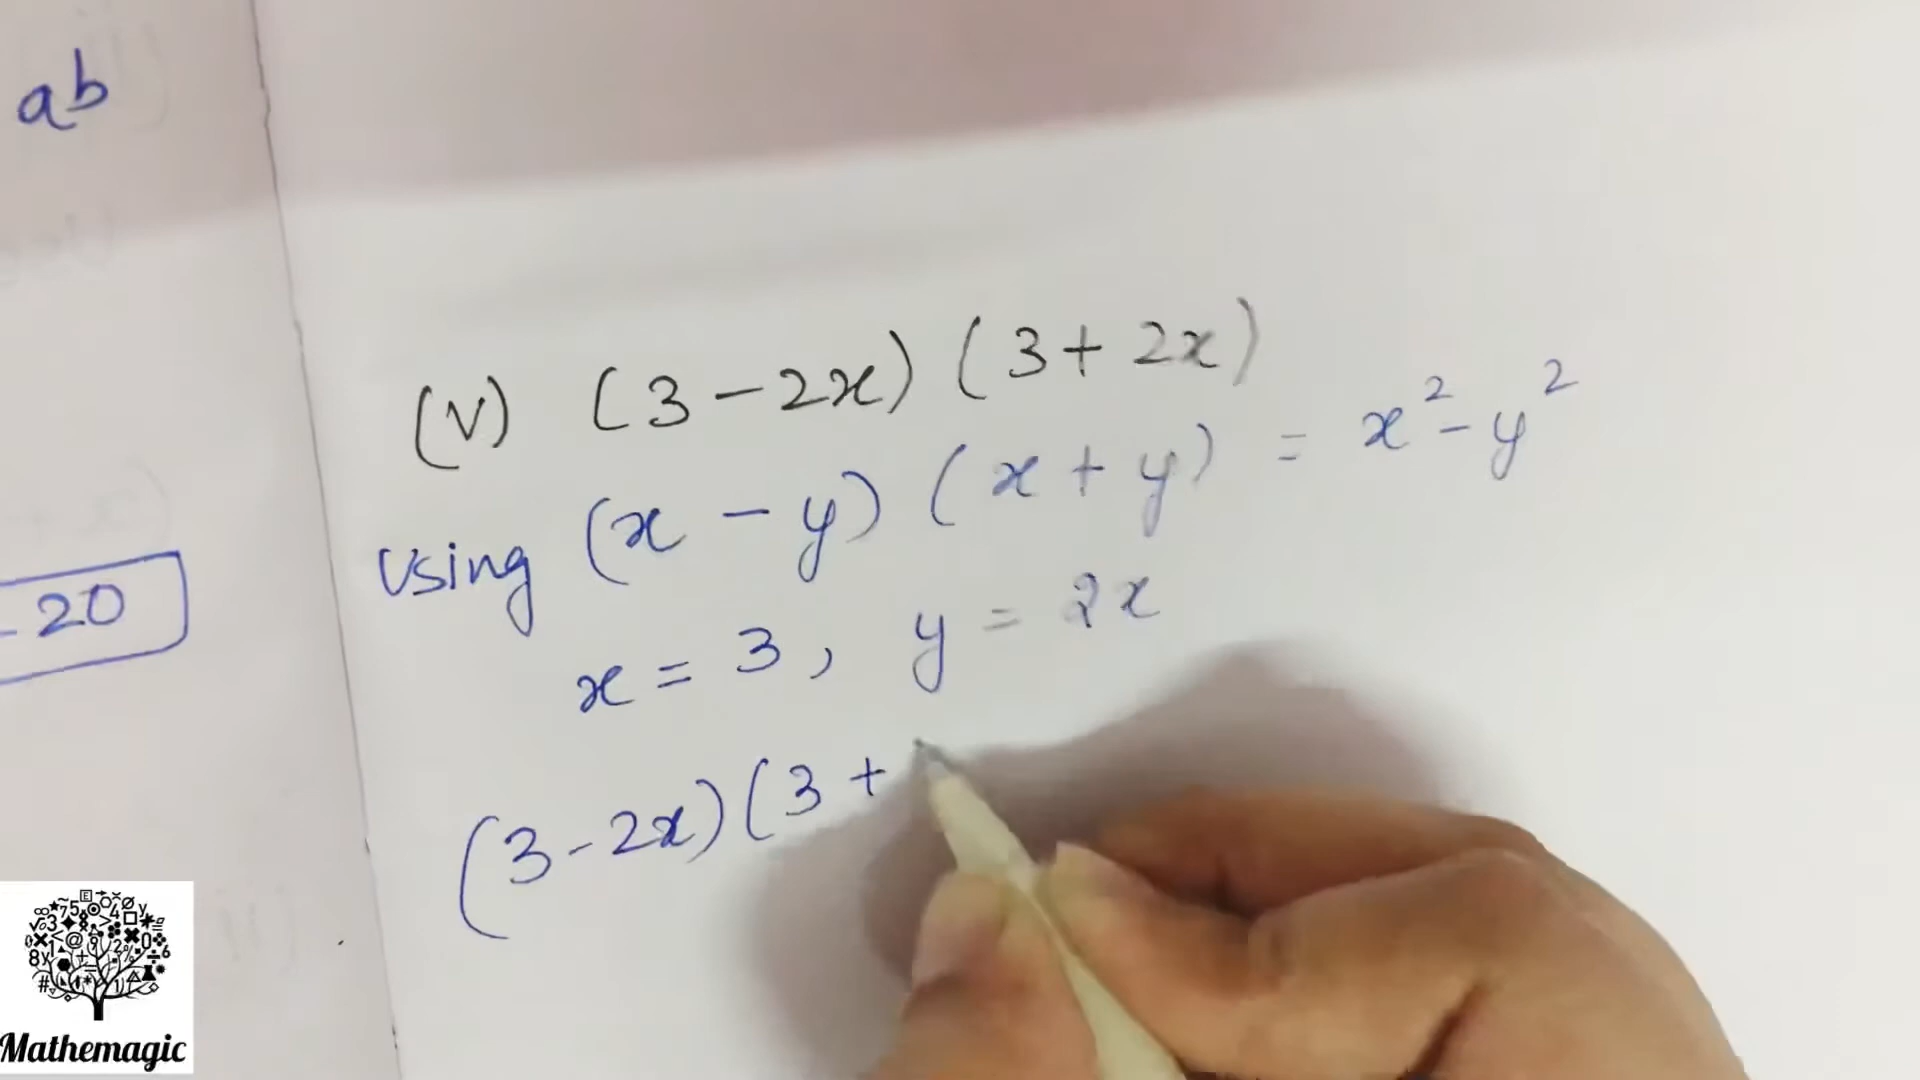 ab
- 20
(V) (3 - 2x) (3 + 2x)
Using (x - y) (x + y) = x² - y²
x = 3, y = 2x
(3 - 2x) (3 +
Mathemagic